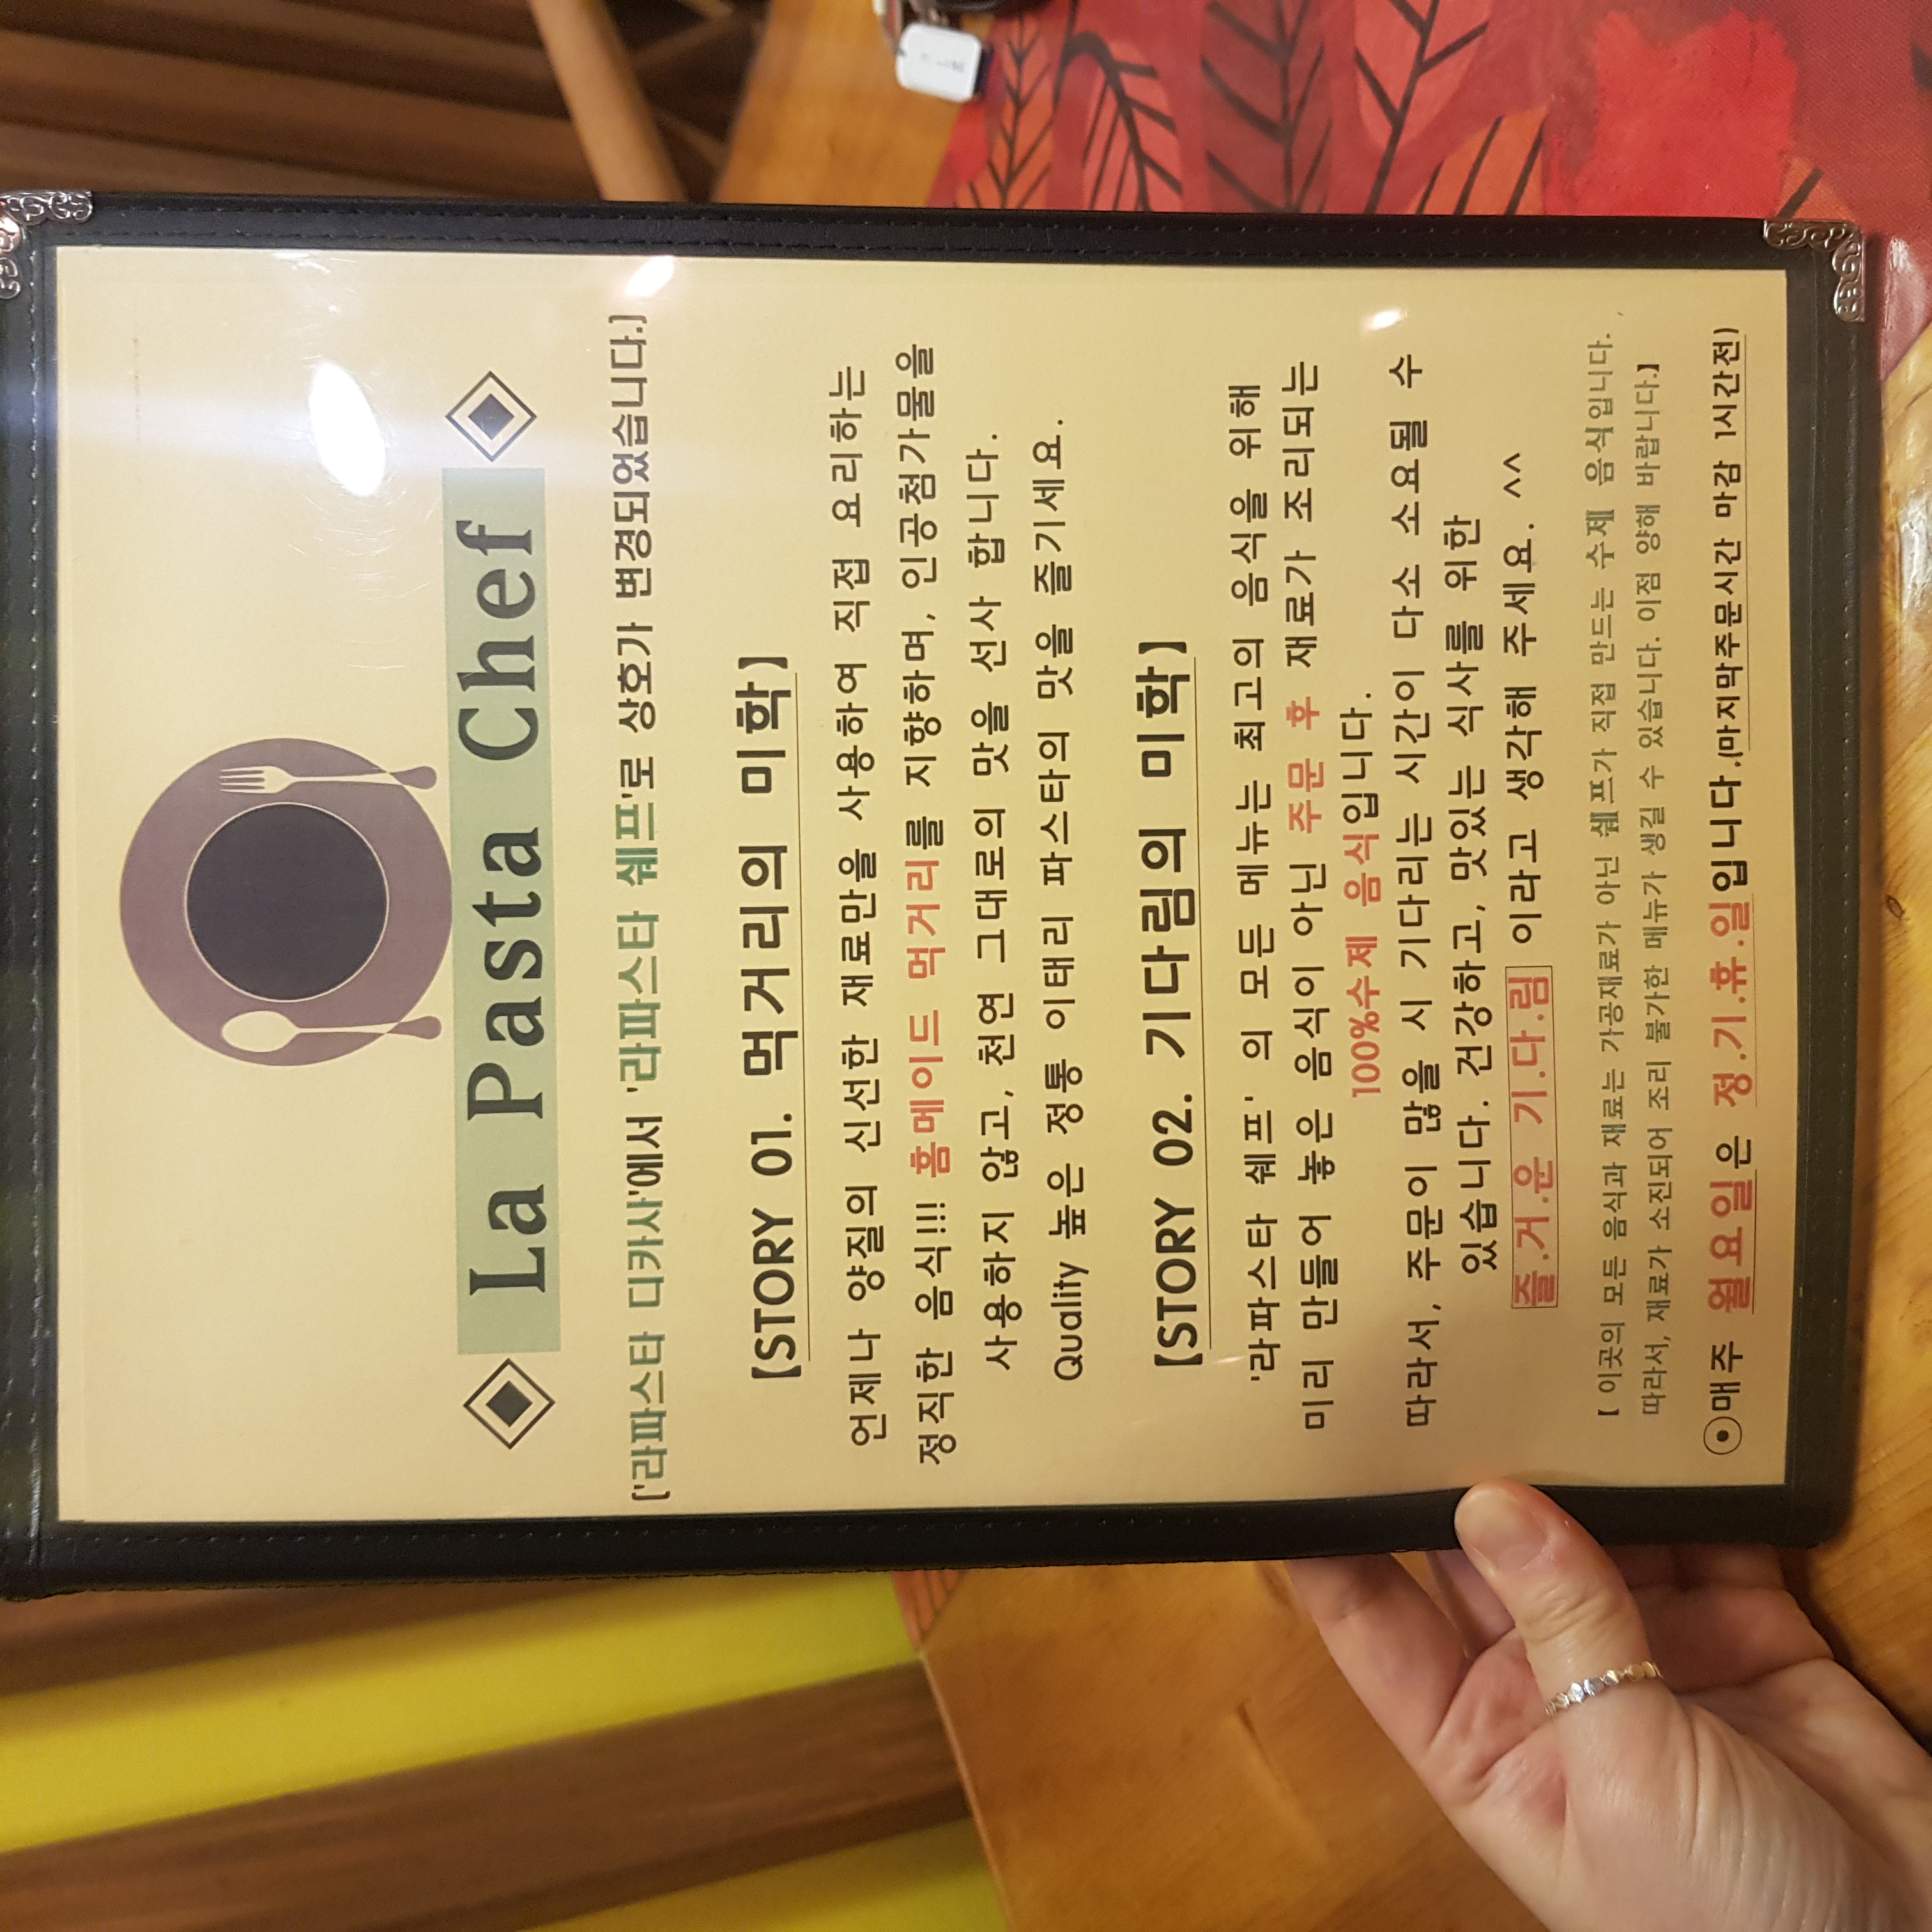 La Pasta Chef
['라파스타 디카사'에서 '라파스타 쉐프'로 상호가 변경되었습니다.]
[STORY 01. 먹거리의 미학]
언제나 양질의 신선한 재료만을 사용하여 직접 요리하는
정직한 음식!!! 홈메이드 먹거리를 지향하며, 인공첨가물을
사용하지 않고, 천연 그대로의 맛을 선사 합니다.
Quality 높은 정통 이태리 파스타의 맛을 즐기세요.
[STORY 02. 기다림의 미학]
'라파스타 쉐프' 의 모든 메뉴는 최고의 음식을 위해
미리 만들어 놓은 음식이 아닌 주문 후 재료가 조리되는
100%수제 음식입니다.
따라서, 주문이 많을 시 기다리는 시간이 다소 소요될 수
있습니다. 건강하고, 맛있는 식사를 위한
즐.거.운 기.다.림 이라고 생각해 주세요. ^^
[ 이곳의 모든 음식과 재료는 가공재료가 아닌 쉐프가 직접 만드는 수제 음식입니다.
따라서, 재료가 소진되어 조리 불가한 메뉴가 생길 수 있습니다. 이점 양해 바랍니다.]
⊙매주 월요일은 정.기.휴.일입니다.(마지막주문시간 마감 1시간전)